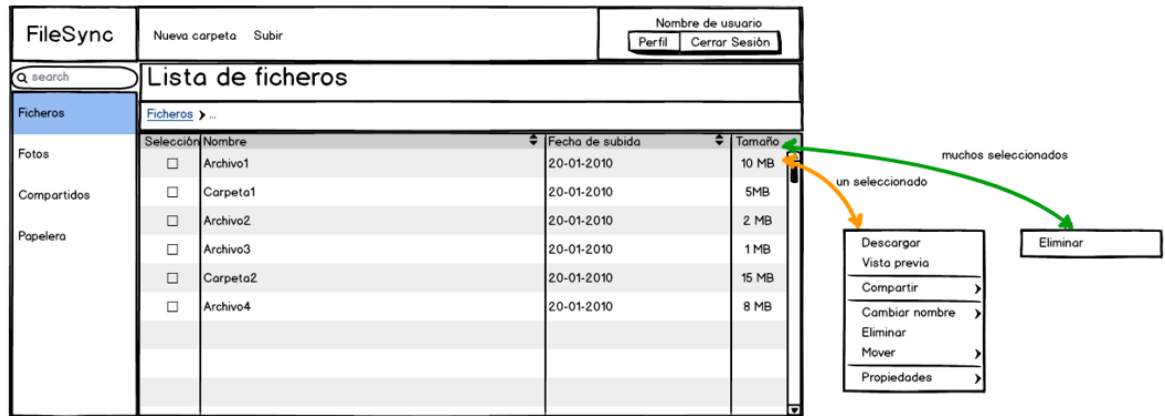 FileSync
Nueva carpeta Subir
Nombre de usuario
Perfil Cerrar Sesión
search
Lista de ficheros
Ficheros
Ficheros > ...
Fotos
Compartidos
Papelera
Selección Nombre Fecha de subida Tamaño
Archivo1 20-01-2010 10 MB
Carpeta1 20-01-2010 5MB
Archivo2 20-01-2010 2 MB
Archivo3 20-01-2010 1 MB
Carpeta2 20-01-2010 15 MB
Archivo4 20-01-2010 8 MB
muchos seleccionados
un seleccionado
Descargar
Vista previa
Compartir
Cambiar nombre
Eliminar
Mover
Propiedades
Eliminar